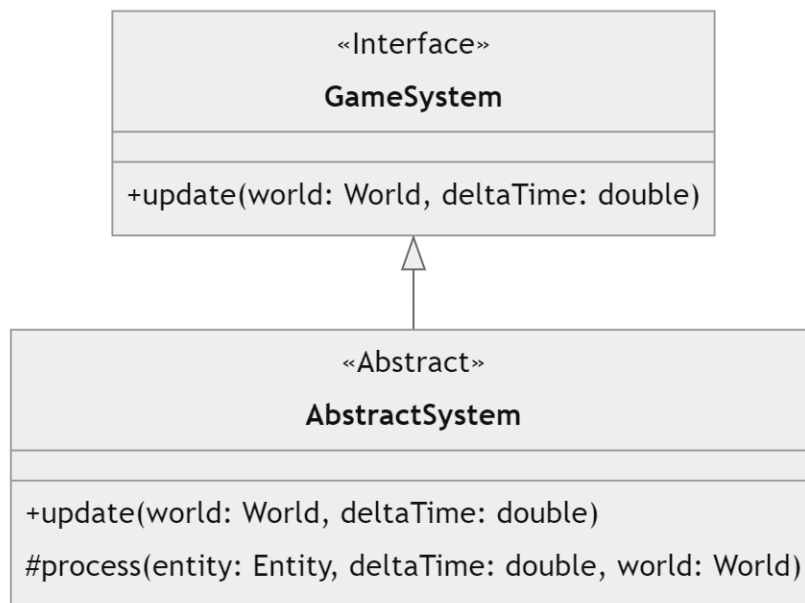 «Interface»
GameSystem
+update(world: World, deltaTime: double)
«Abstract»
AbstractSystem
+update(world: World, deltaTime: double)
#process(entity: Entity, deltaTime: double, world: World)